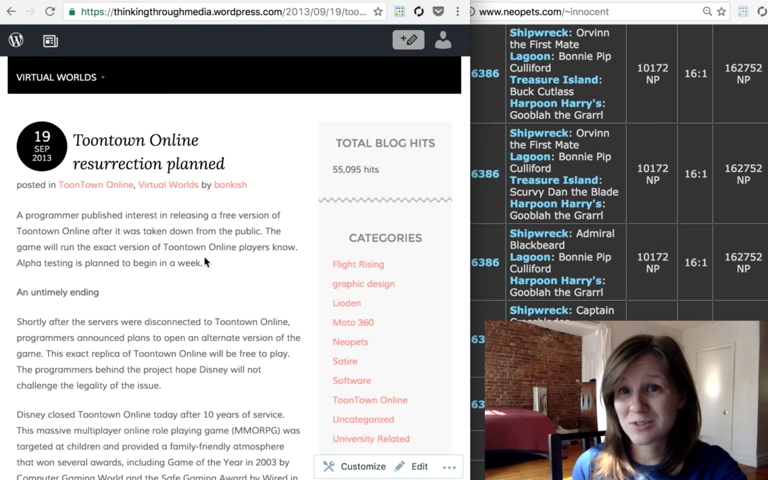 https://thinkingthroughmedia.wordpress.com/2013/09/19/too...
VIRTUAL WORLDS
19
SEP
2013
Toontown Online
resurrection planned
posted in ToonTown Online, Virtual Worlds by bonkish
A programmer published interest in releasing a free version of
Toontown Online after it was taken down from the public. The
game will run the exact version of Toontown Online players know.
Alpha testing is planned to begin in a week.
An untimely ending
Shortly after the servers were disconnected to Toontown Online,
programmers announced plans to open an alternate version of the
game. This exact replica of Toontown Online will be free to play.
The programmers behind the project hope Disney will not
challenge the legality of the issue.
Disney closed Toontown Online today after 10 years of service.
This massive multiplayer online role playing game (MMORPG) was
targeted at children and provided a family-friendly atmosphere
that won several awards, including Game of the Year in 2003 by
Computer Gaming World and the Safe Gaming Award by Wired in
TOTAL BLOG HITS
55,095 hits
CATEGORIES
Flight Rising
graphic design
Lioden
Moto 360
Neopets
Satire
Software
ToonTown Online
Uncategorized
University Related
Customize Edit
www.neopets.com/~innocent
6386
Shipwreck: Orvinn
the First Mate
Lagoon: Bonnie Pip
Culliford
Treasure Island:
Buck Cutlass
Harpoon Harry's:
Gooblah the Grarrl
10172
NP
16:1
162752
NP
6386
Shipwreck: Orvinn
the First Mate
Lagoon: Bonnie Pip
Culliford
Treasure Island:
Scurvy Dan the Blade
Harpoon Harry's:
Gooblah the Grarrl
10172
NP
16:1
162752
NP
6386
Shipwreck: Admiral
Blackbeard
Lagoon: Bonnie Pip
Culliford
Harpoon Harry's:
Gooblah the Grarrl
10172
NP
16:1
162752
NP
Shipwreck: Captain